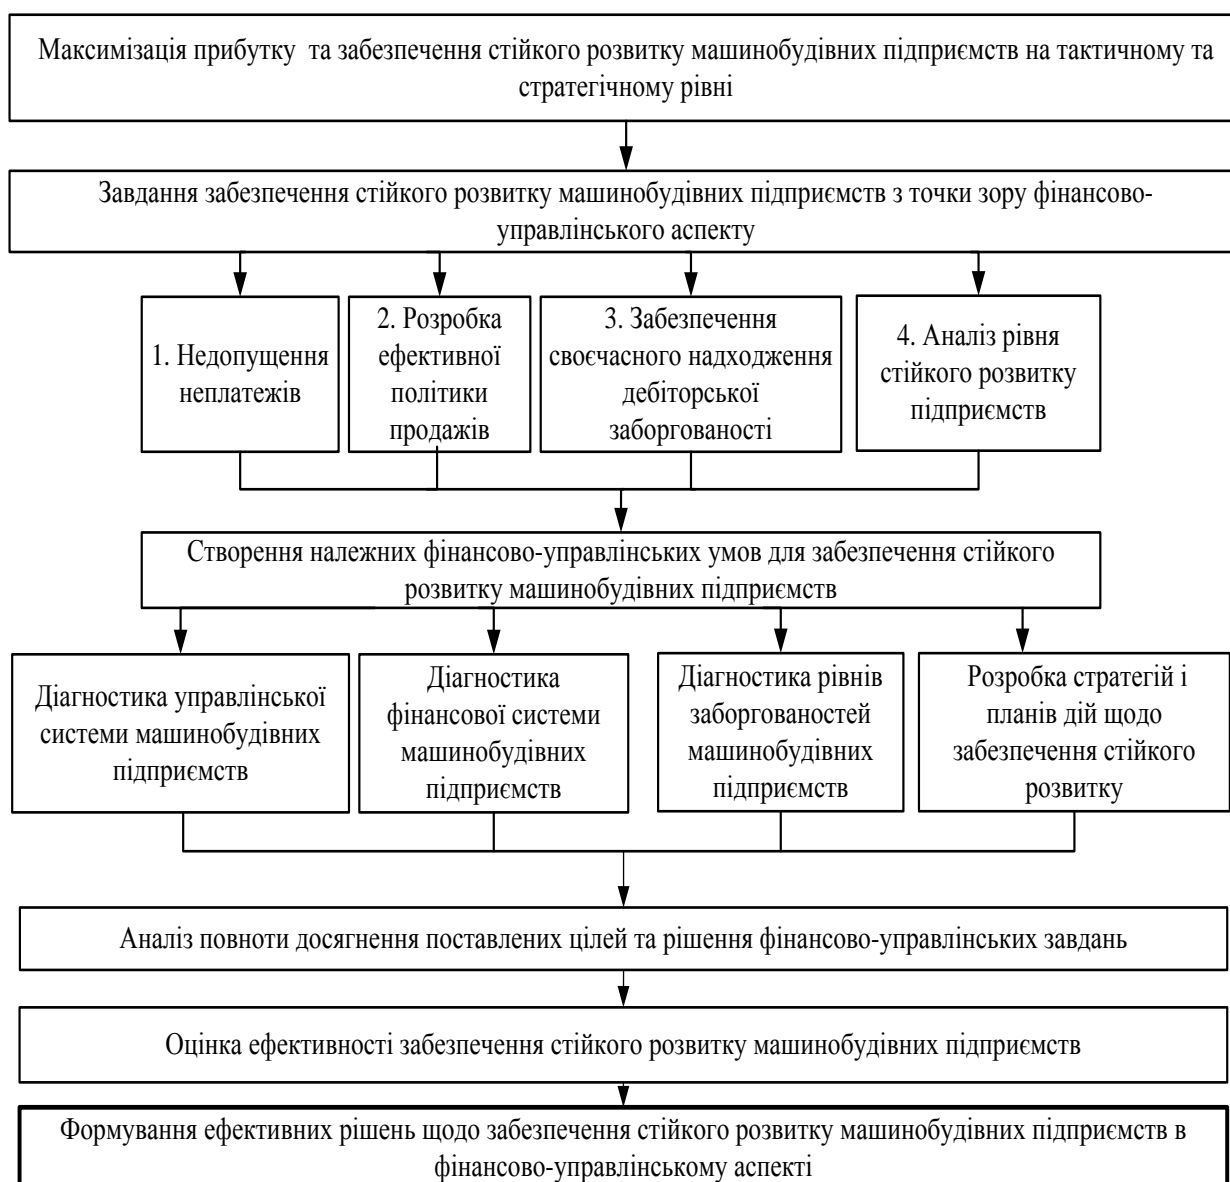 Максимізація прибутку та забезпечення стійкого розвитку машинобудівних підприємств на тактичному та
стратегічному рівні
Завдання забезпечення стійкого розвитку машинобудівних підприємств з точки зору фінансово-
управлінського аспекту
1. Недопущення
неплатежів
2. Розробка
ефективної
політики
продажів
3. Забезпечення
своєчасного надходження
дебіторської
заборгованості
4. Аналіз рівня
стійкого розвитку
підприємств
Створення належних фінансово-управлінських умов для забезпечення стійкого
розвитку машинобудівних підприємств
Діагностика управлінської
системи машинобудівних
підприємств
Діагностика
фінансової системи
машинобудівних
підприємств
Діагностика рівнів
заборгованостей
машинобудівних
підприємств
Розробка стратегій і
планів дій щодо
забезпечення стійкого
розвитку
Аналіз повноти досягнення поставлених цілей та рішення фінансово-управлінських завдань
Оцінка ефективності забезпечення стійкого розвитку машинобудівних підприємств
Формування ефективних рішень щодо забезпечення стійкого розвитку машинобудівних підприємств в
фінансово-управлінському аспекті